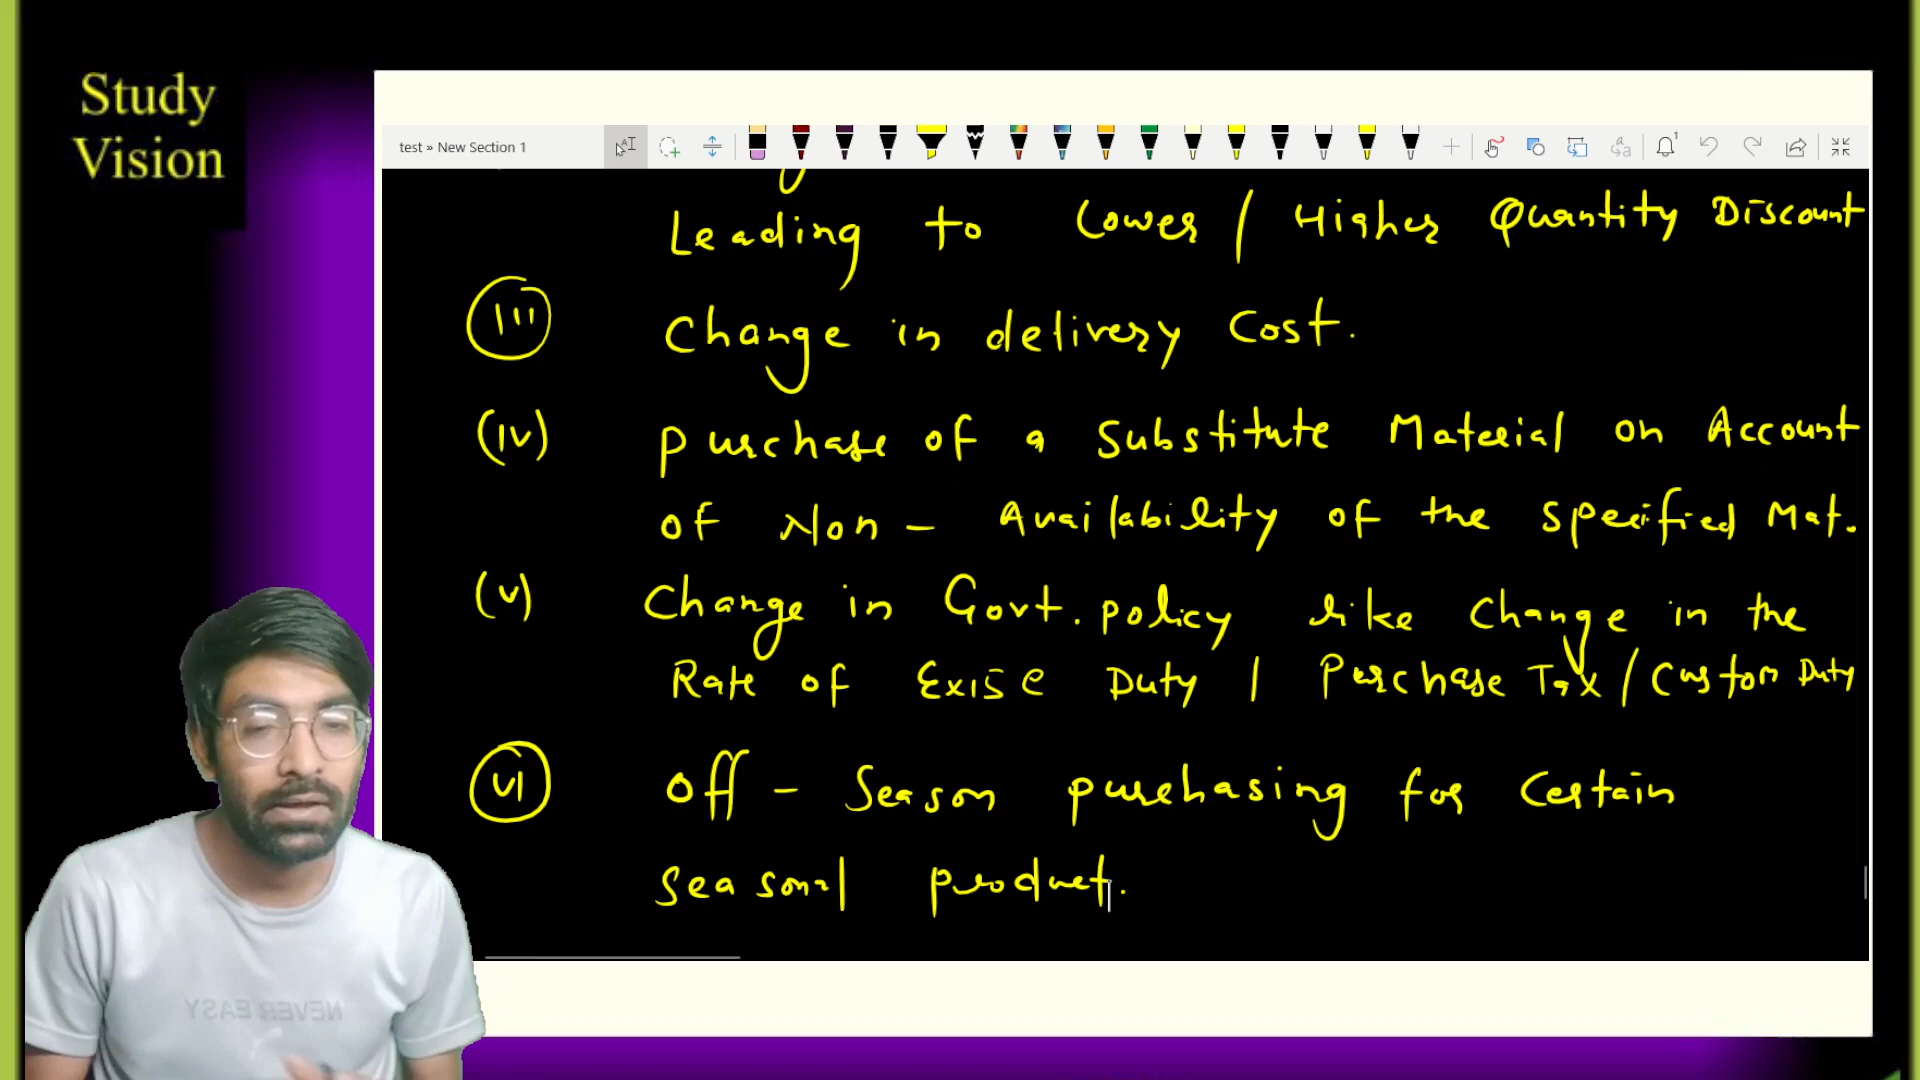 Study
Vision
test » New Section 1
Leading to Lower / Higher Quantity Discount
(iii) Change in delivery Cost.
(iv) Purchase of a Substitute Material on Account
of Non - Availability of the specified Mat.
(v) Change in Govt. policy like change in the
Rate of Exise Duty / Purchase Tax / Custom Duty
(vi) Off - Season purchasing for Certain
seasonal product.
NEVER EASY